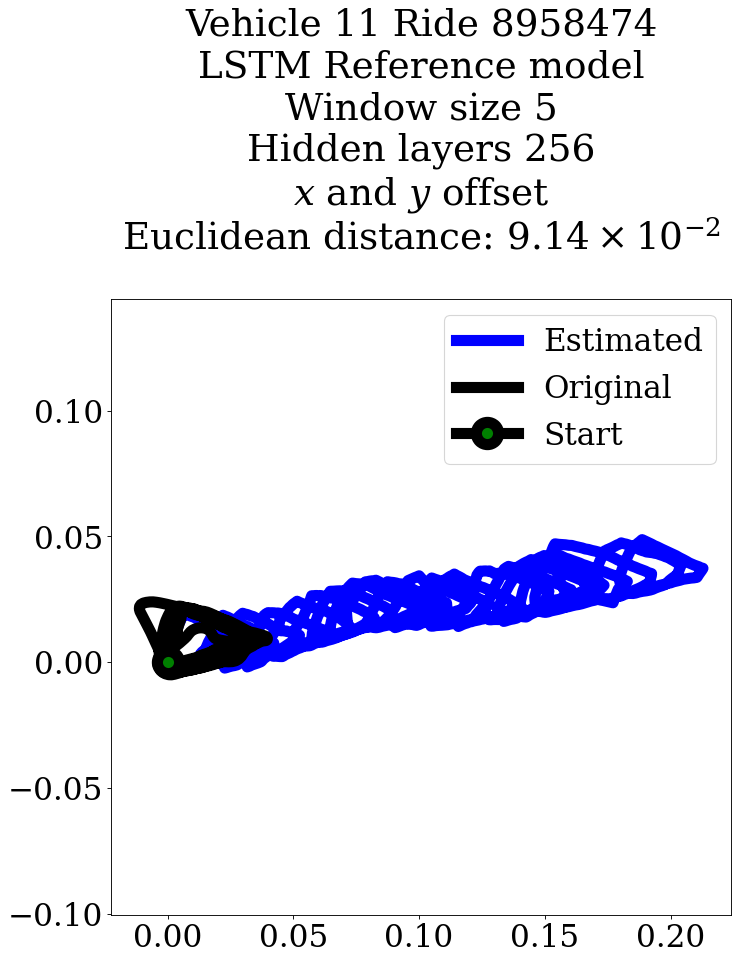 Vehicle 11 Ride 8958474
LSTM Reference model
Window size 5
Hidden layers 256
x and y offset
Euclidean distance: 9.14 × 10⁻²
Estimated
Original
Start
0.10
0.05
0.00
−0.05
−0.10
0.00 0.05 0.10 0.15 0.20